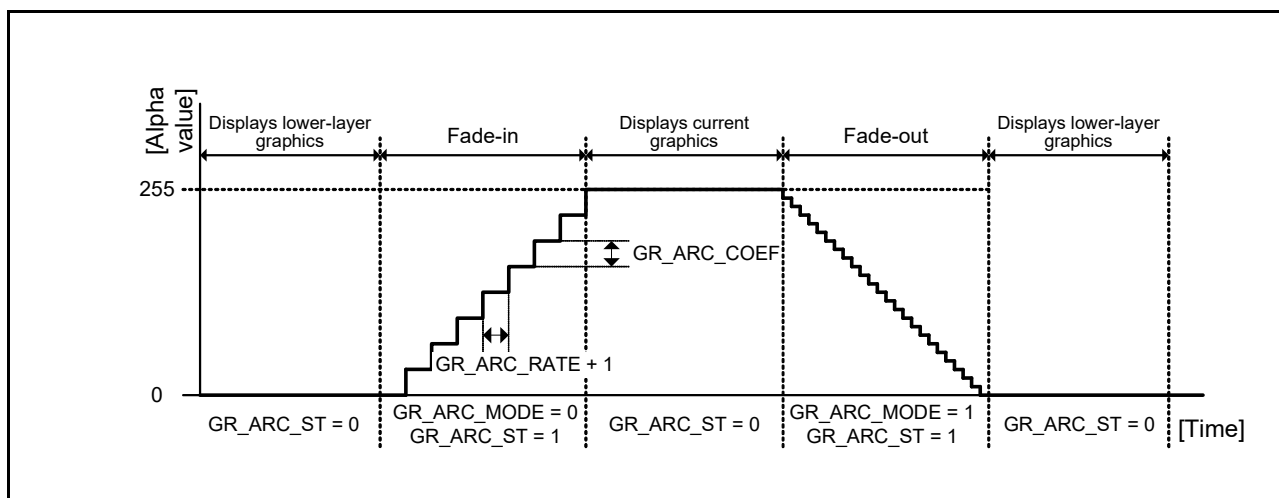 [Alpha
value]
Displays lower-layer
graphics
Fade-in
Displays current
graphics
Fade-out
Displays lower-layer
graphics
255
GR_ARC_COEF
GR_ARC_RATE + 1
0
GR_ARC_ST = 0
GR_ARC_MODE = 0
GR_ARC_ST = 1
GR_ARC_ST = 0
GR_ARC_MODE = 1
GR_ARC_ST = 1
GR_ARC_ST = 0
[Time]